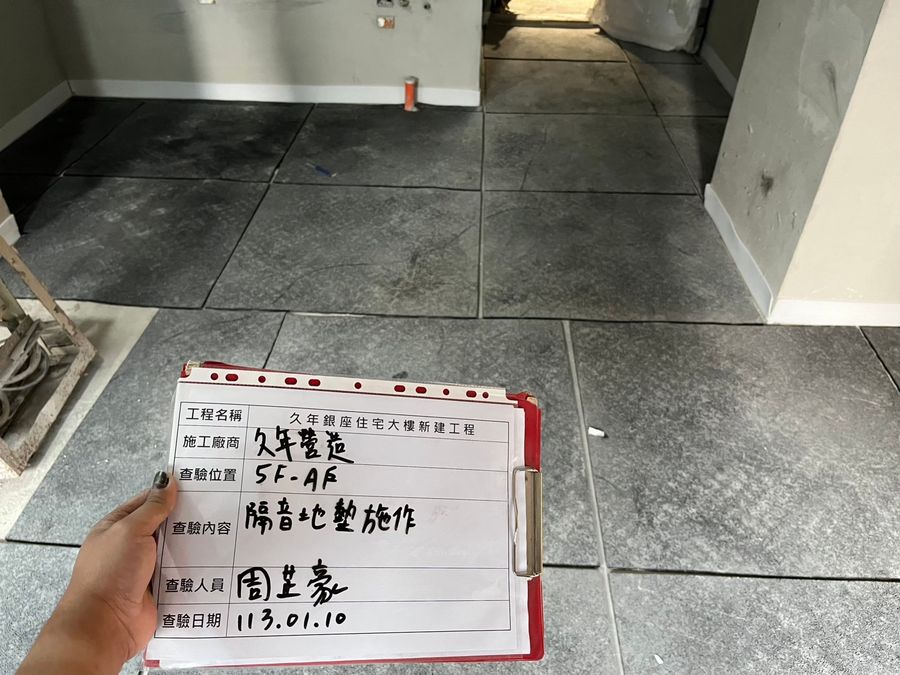 工程名稱 久年銀座住宅大樓新建工程
施工廠商 久年營造
查驗位置 5F-A戶
查驗內容 隔音地墊施作
查驗人員 周芷豪
查驗日期 113.01.10